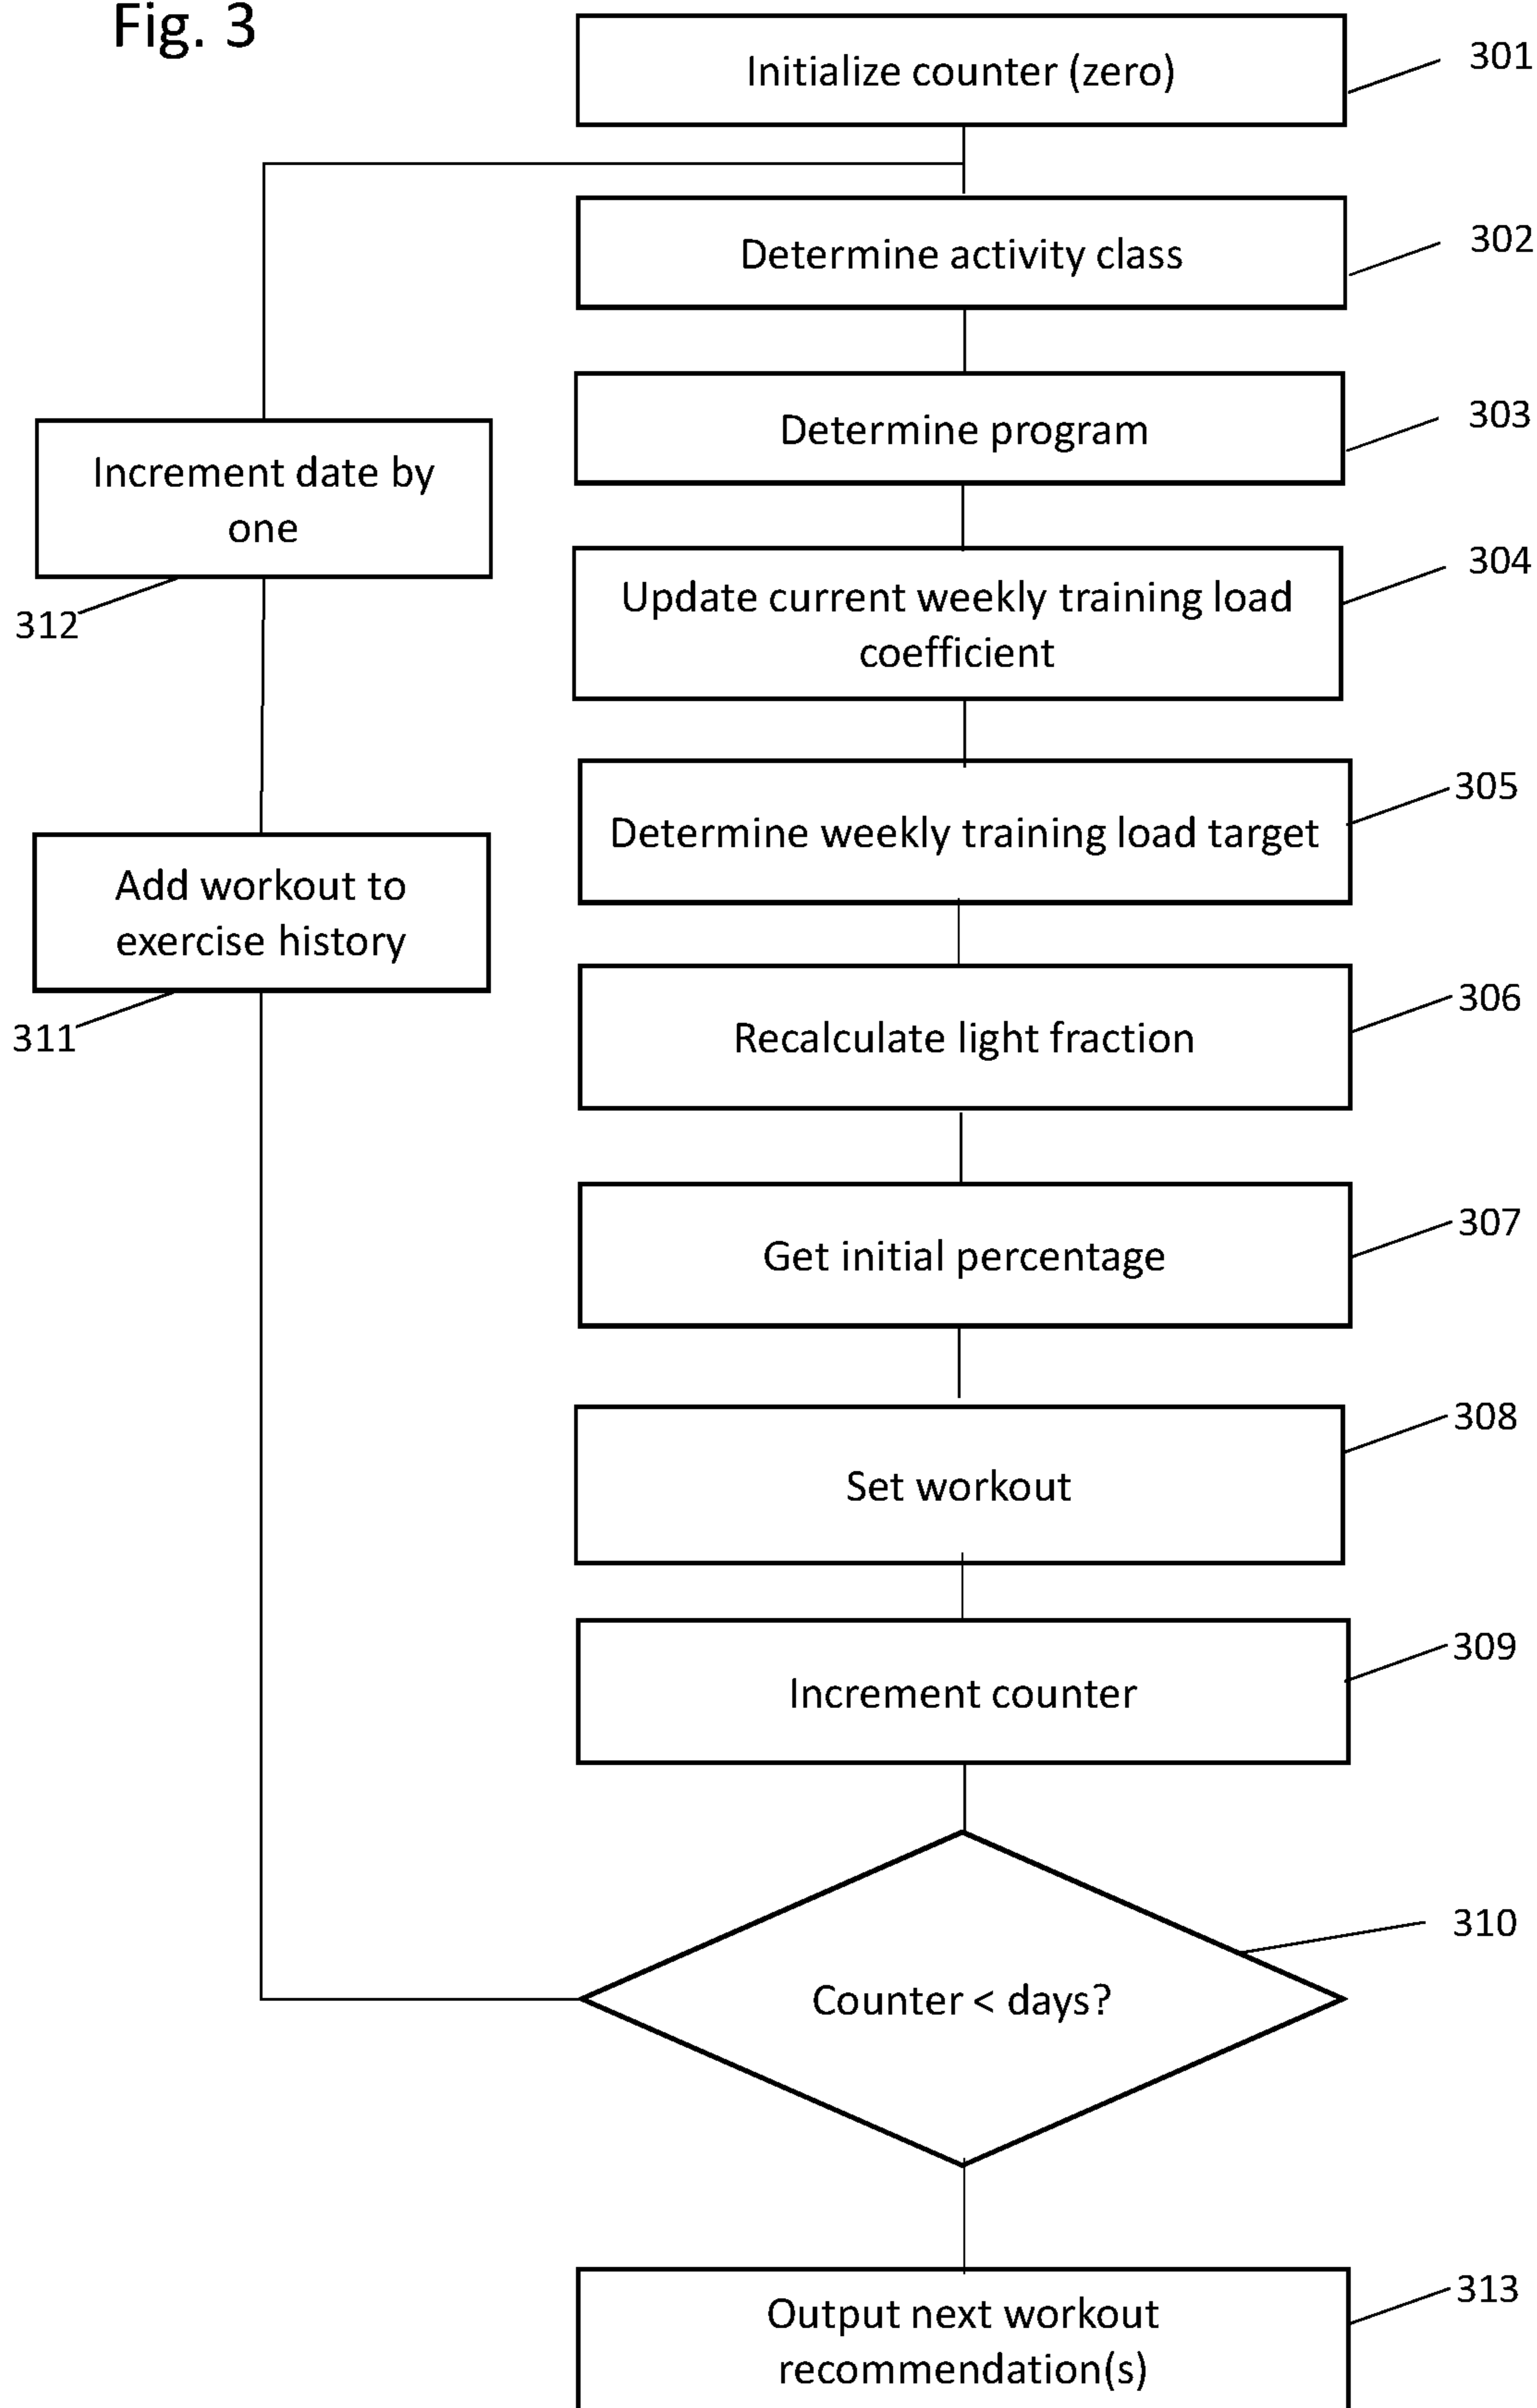 Fig. 3
Initialize counter (zero)
301
Determine activity class
302
Determine program
303
Increment date by
one
312
Update current weekly training load
coefficient
304
Determine weekly training load target
305
Add workout to
exercise history
311
Recalculate light fraction
306
Get initial percentage
307
Set workout
308
Increment counter
309
Counter < days?
310
Output next workout
recommendation(s)
313